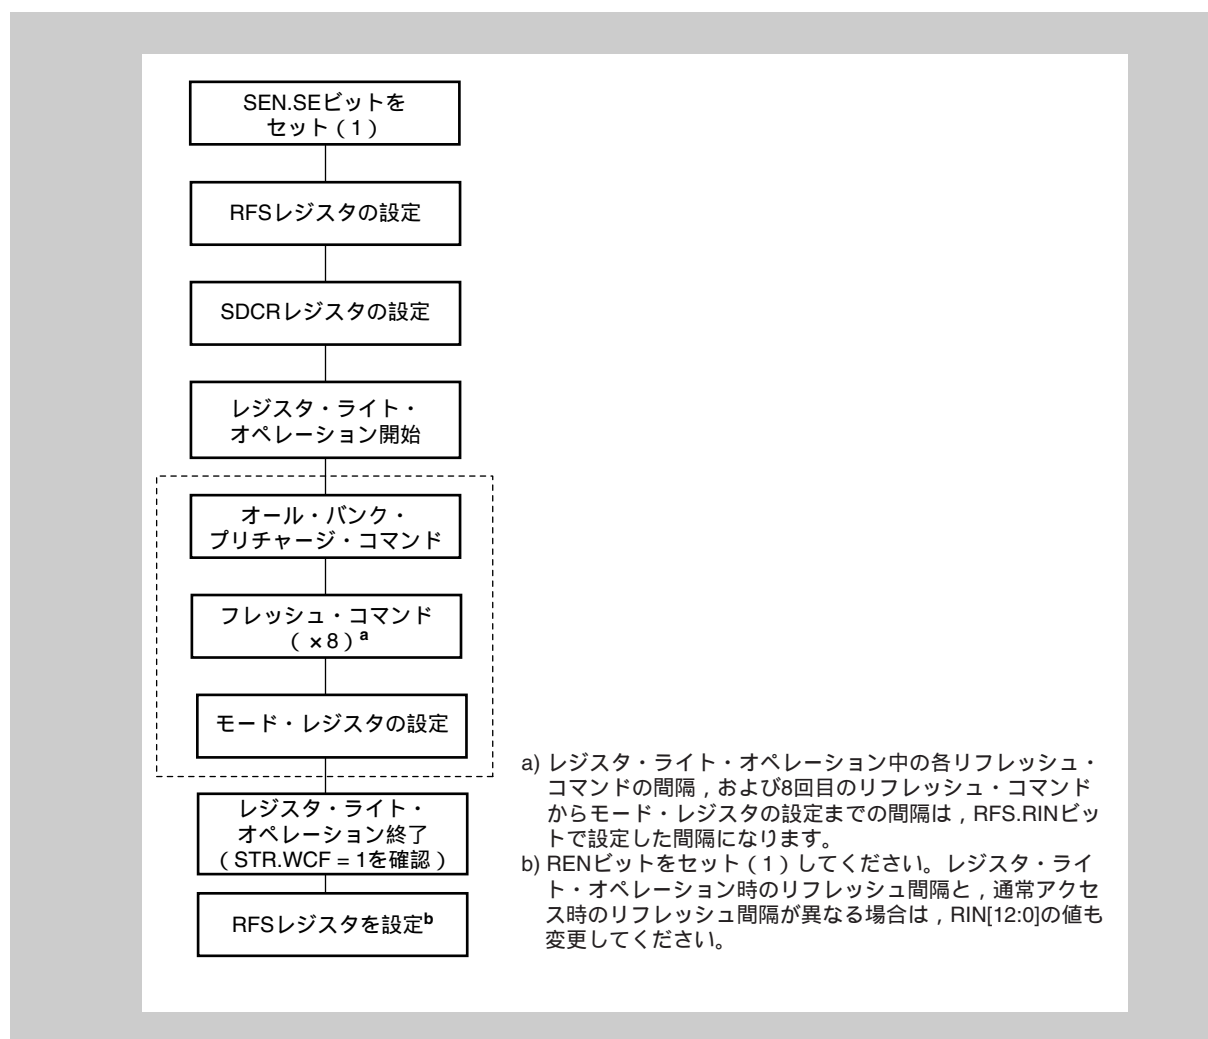 SEN.SEビットを
セット（1）
RFSレジスタの設定
SDCRレジスタの設定
レジスタ・ライト・
オペレーション開始
オール・バンク・
プリチャージ・コマンド
フレッシュ・コマンド
（×8）a
モード・レジスタの設定
レジスタ・ライト・
オペレーション終了
（STR.WCF = 1を確認）
RFSレジスタを設定b
a) レジスタ・ライト・オペレーション中の各リフレッシュ・
コマンドの間隔，および8回目のリフレッシュ・コマンド
からモード・レジスタの設定までの間隔は，RFS.RINビッ
トで設定した間隔になります。
b) RENビットをセット（1）してください。レジスタ・ライ
ト・オペレーション時のリフレッシュ間隔と，通常アクセ
ス時のリフレッシュ間隔が異なる場合は，RIN[12:0]の値も
変更してください。